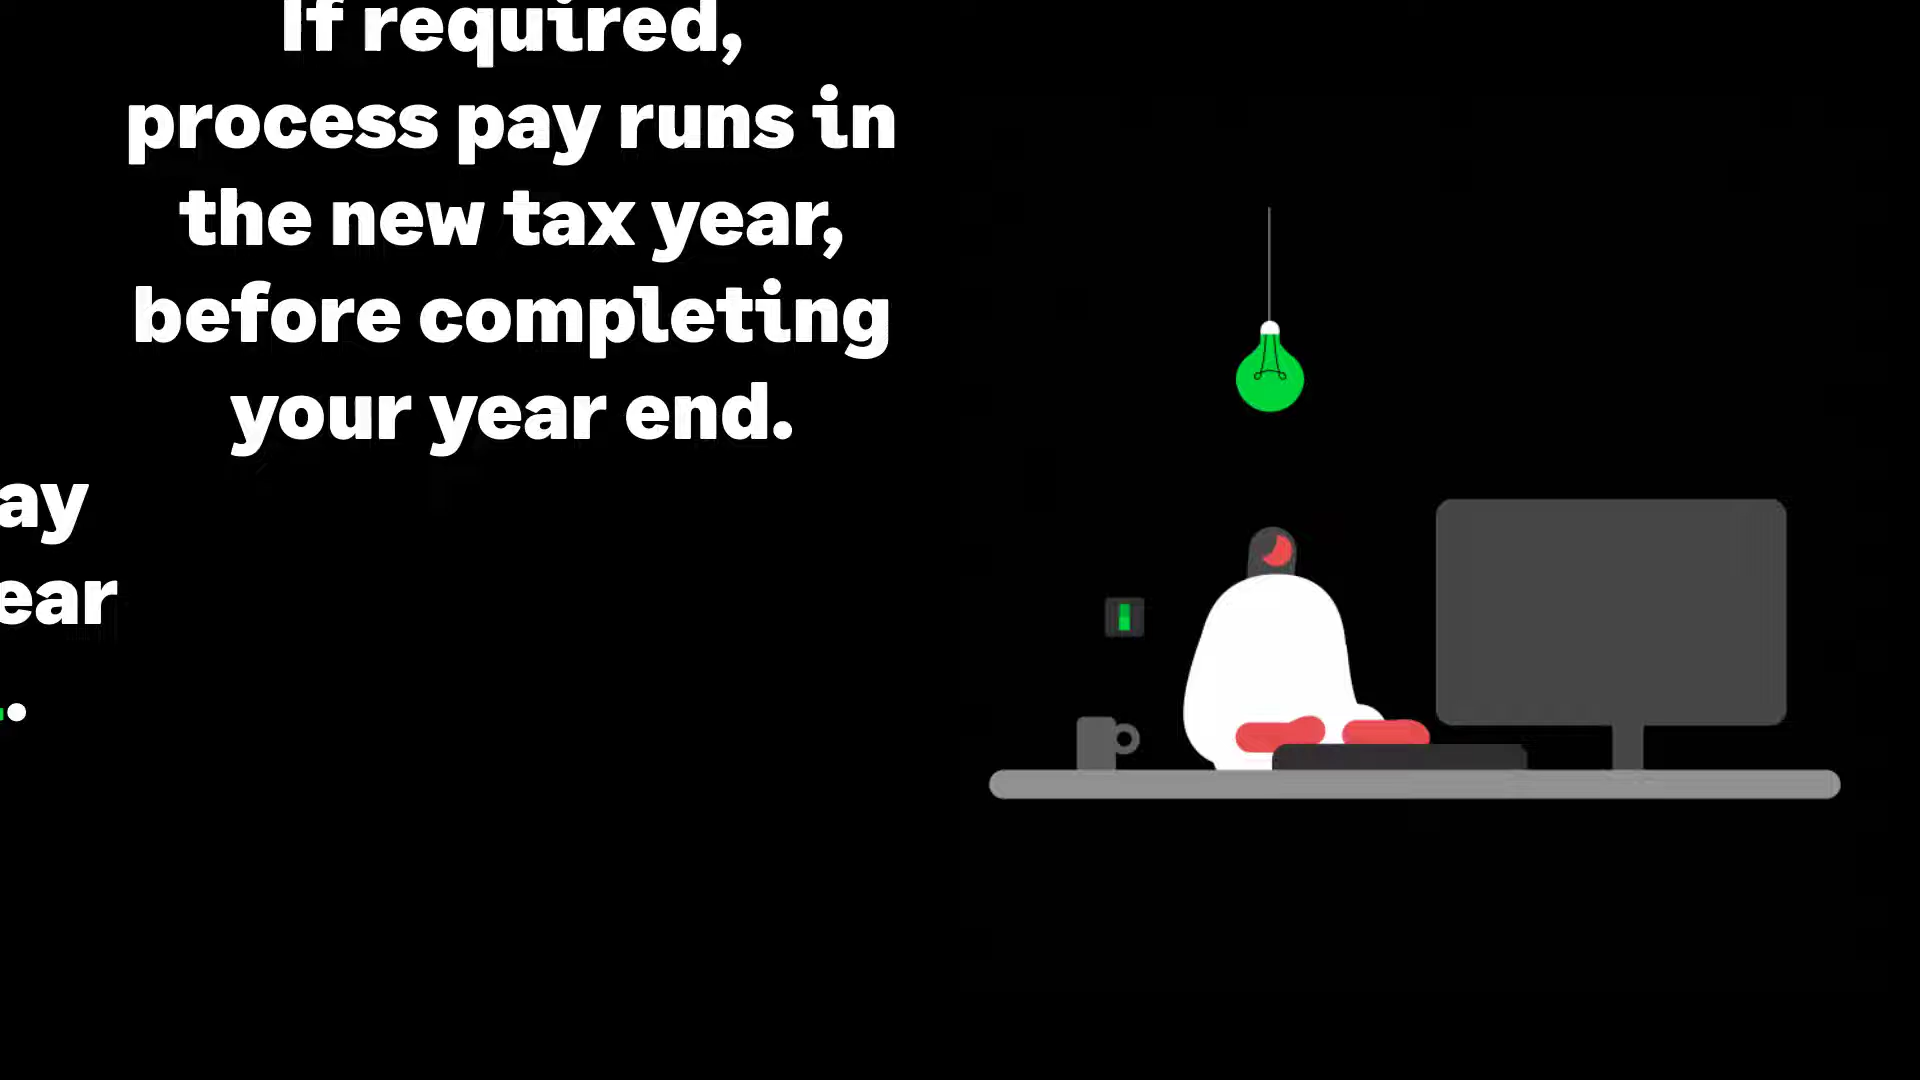 If required,
process pay runs in
the new tax year,
before completing
your year end.
ay
ear
.